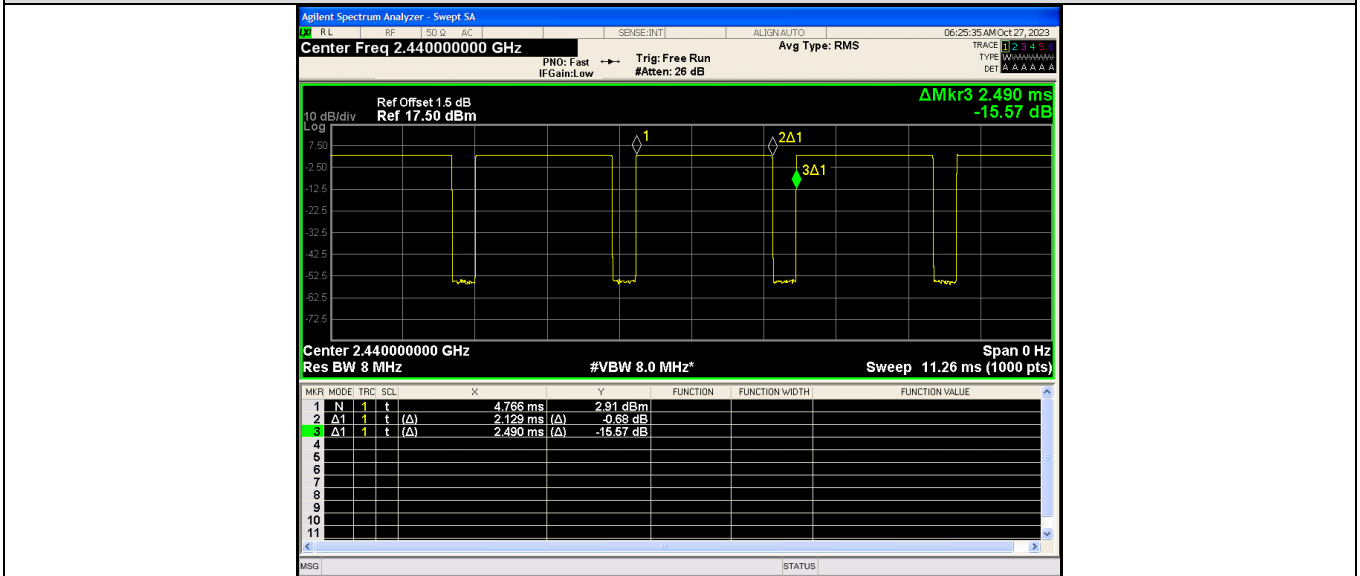 Agilent Spectrum Analyzer - Swept SA
LXI RL RF 50 Ω AC SENSE:INT ALIGN AUTO 06:25:35 AM Oct 27, 2023
Center Freq 2.440000000 GHz Avg Type: RMS TRACE 1 2 3 4 5 6
PNO: Fast Trig: Free Run TYPE W
IFGain:Low #Atten: 26 dB DET A A A A A A
ΔMkr3 2.490 ms
Ref Offset 1.5 dB
10 dB/div Ref 17.50 dBm -15.57 dB
Log
7.50
-2.50
-12.5
-22.5
-32.5
-42.5
-52.5
-62.5
-72.5
1
2Δ1
3Δ1
Center 2.440000000 GHz Span 0 Hz
Res BW 8 MHz #VBW 8.0 MHz* Sweep 11.26 ms (1000 pts)
MKR MODE TRC SCL X Y FUNCTION FUNCTION WIDTH FUNCTION VALUE
1 N 1 t 4.766 ms 2.91 dBm
2 Δ1 1 t (Δ) 2.129 ms (Δ) -0.68 dB
3 Δ1 1 t (Δ) 2.490 ms (Δ) -15.57 dB
4
5
6
7
8
9
10
11
MSG STATUS